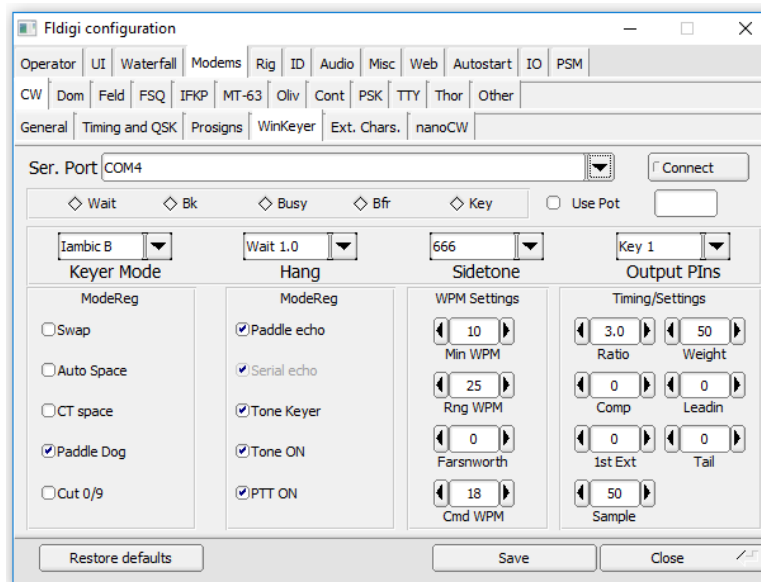 Fldigi configuration
Operator UI Waterfall Modems Rig ID Audio Misc Web Autostart IO PSM
CW Dom Feld FSQ IFKP MT-63 Oliv Cont PSK TTY Thor Other
General Timing and QSK Prosigns WinKeyer Ext. Chars. nanoCW
Ser. Port COM4 Connect
Wait Bk Busy Bfr Key Use Pot
Iambic B Wait 1.0 666 Key 1
Keyer Mode Hang Sidetone Output PIns
ModeReg ModeReg WPM Settings Timing/Settings
Swap Paddle echo 10 3.0 50
Min WPM Ratio Weight
Auto Space Serial echo 25 0 0
Rng WPM Comp Leadin
CT space Tone Keyer
Paddle Dog Tone ON 0 0 0
Farsnworth 1st Ext Tail
Cut 0/9 PTT ON 18 50
Cmd WPM Sample
Restore defaults Save Close